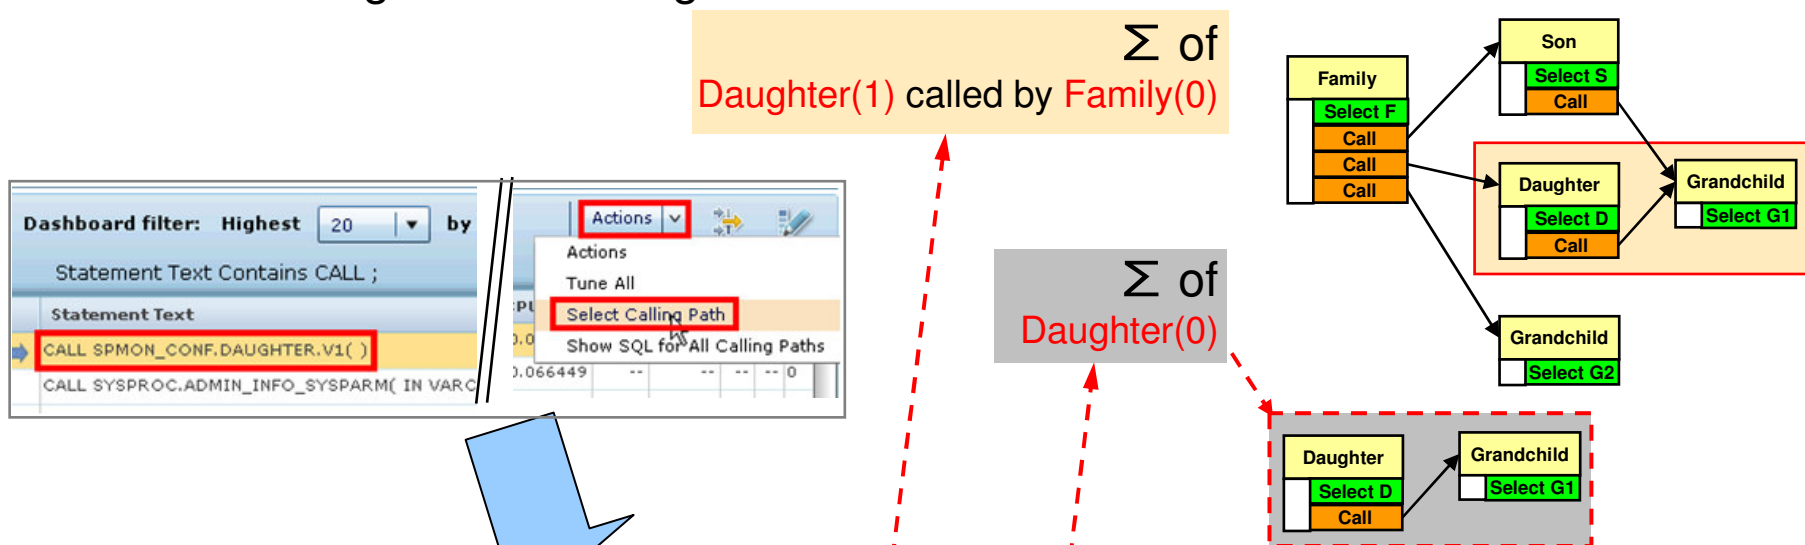 Σ of
Daughter(1) called by Family(0)
Dashboard filter: Highest 20 by
Statement Text Contains CALL ;
Statement Text
CALL SPMON_CONF.DAUGHTER.V1( )
CALL SYSPROC.ADMIN_INFO_SYSPARM( IN VARC
Actions
Actions
Tune All
Select Calling Path
Show SQL for All Calling Paths
0.066449 -- -- -- -- 0
Σ of
Daughter(0)
Family
Select F
Call
Call
Call
Son
Select S
Call
Daughter
Select D
Call
Grandchild
Select G1
Grandchild
Select G2
Daughter
Select D
Call
Grandchild
Select G1